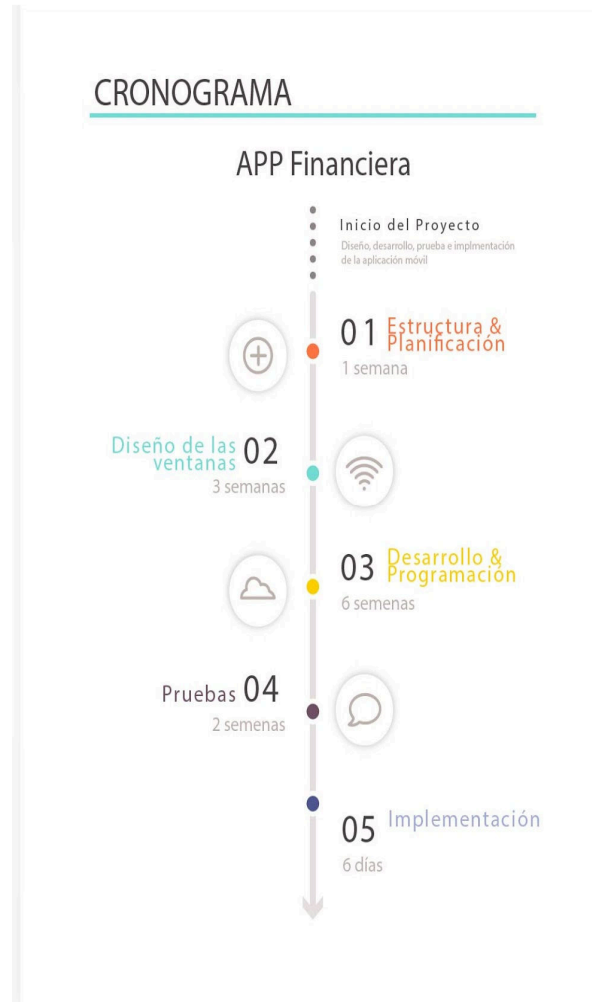 CRONOGRAMA
APP Financiera
Inicio del Proyecto
Diseño, desarrollo, prueba e implmentación
de la aplicación móvil
01 Estructura &
Planificación
1 semana
Diseño de las
ventanas 02
3 semanas
03 Desarrollo &
Programación
6 semenas
Pruebas 04
2 semenas
05 Implementación
6 días